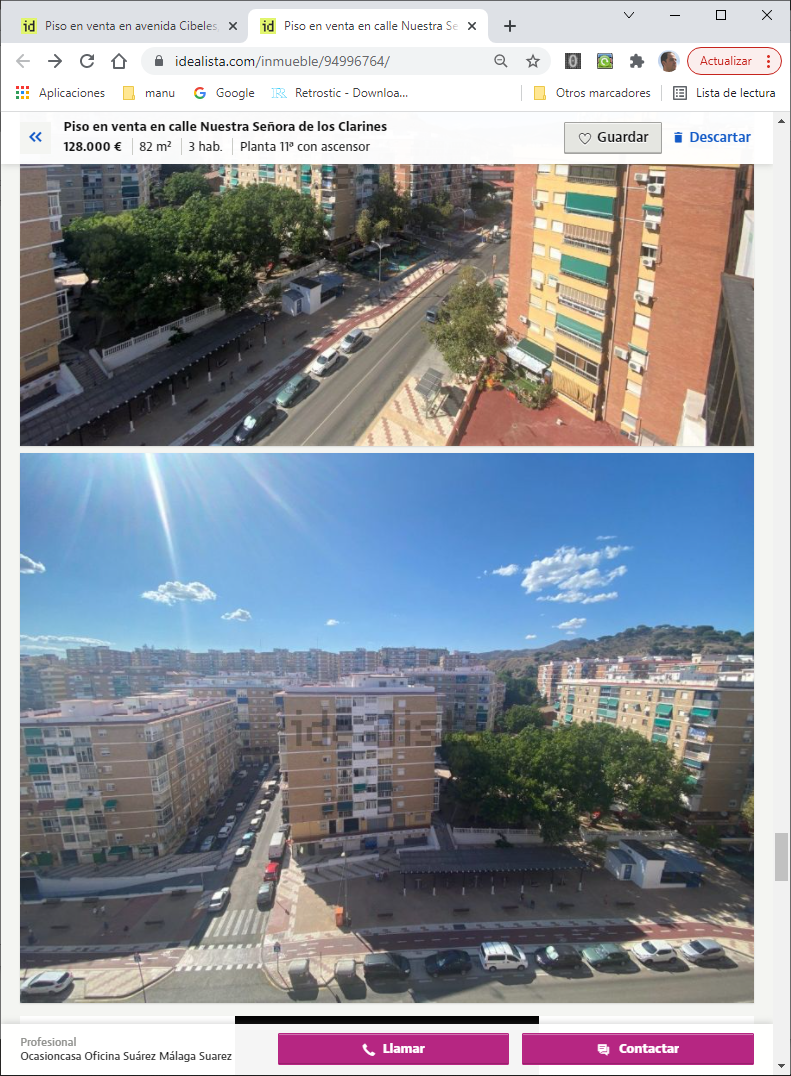 id Piso en venta en avenida Cibeles,
id Piso en venta en calle Nuestra Se
idealista.com/inmueble/94996764/
Actualizar
Aplicaciones
manu
Google
Retrostic - Downloa...
Otros marcadores
Lista de lectura
Piso en venta en calle Nuestra Señora de los Clarines
128.000 € 82 m² 3 hab. Planta 11ª con ascensor
Guardar
Descartar
idealista
Profesional
Ocasioncasa Oficina Suárez Málaga Suarez
Llamar
Contactar